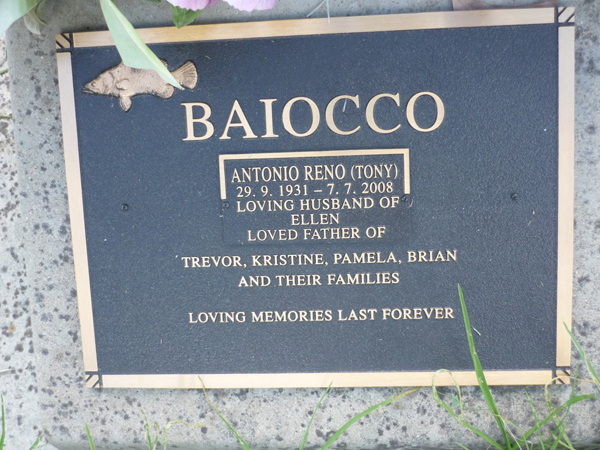 BAIOCCO
ANTONIO RENO (TONY)
29. 9. 1931 – 7. 7. 2008
LOVING HUSBAND OF
ELLEN
LOVED FATHER OF
TREVOR, KRISTINE, PAMELA, BRIAN
AND THEIR FAMILIES
LOVING MEMORIES LAST FOREVER